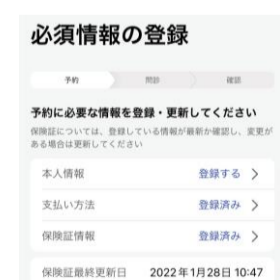 必須情報の登録
予約 問診 確認
予約に必要な情報を登録・更新してください
保険証については、登録している情報が最新か確認し、変更が
ある場合は更新してください
本人情報 登録する
支払い方法 登録済み
保険証情報 登録済み
保険証最終更新日 2022年1月28日 10:47